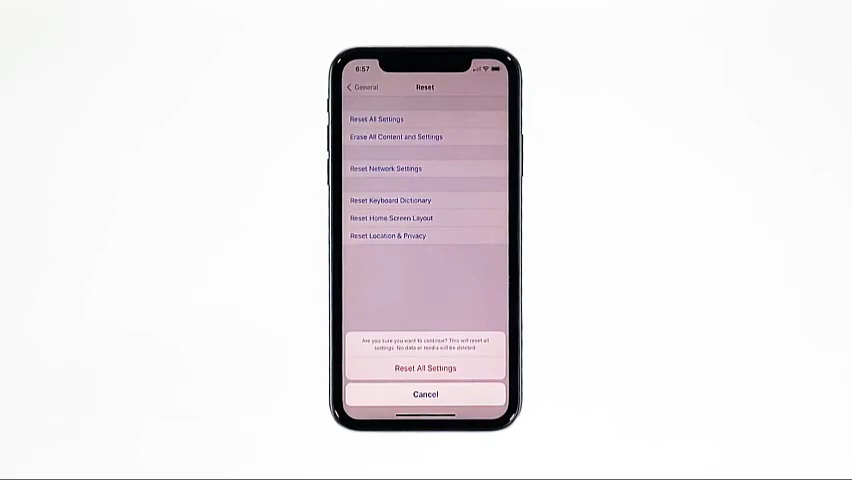 6:57
General
Reset
Reset All Settings
Erase All Content and Settings
Reset Network Settings
Reset Keyboard Dictionary
Reset Home Screen Layout
Reset Location & Privacy
Are you sure you want to continue? This will reset all
settings. No data or media will be deleted.
Reset All Settings
Cancel